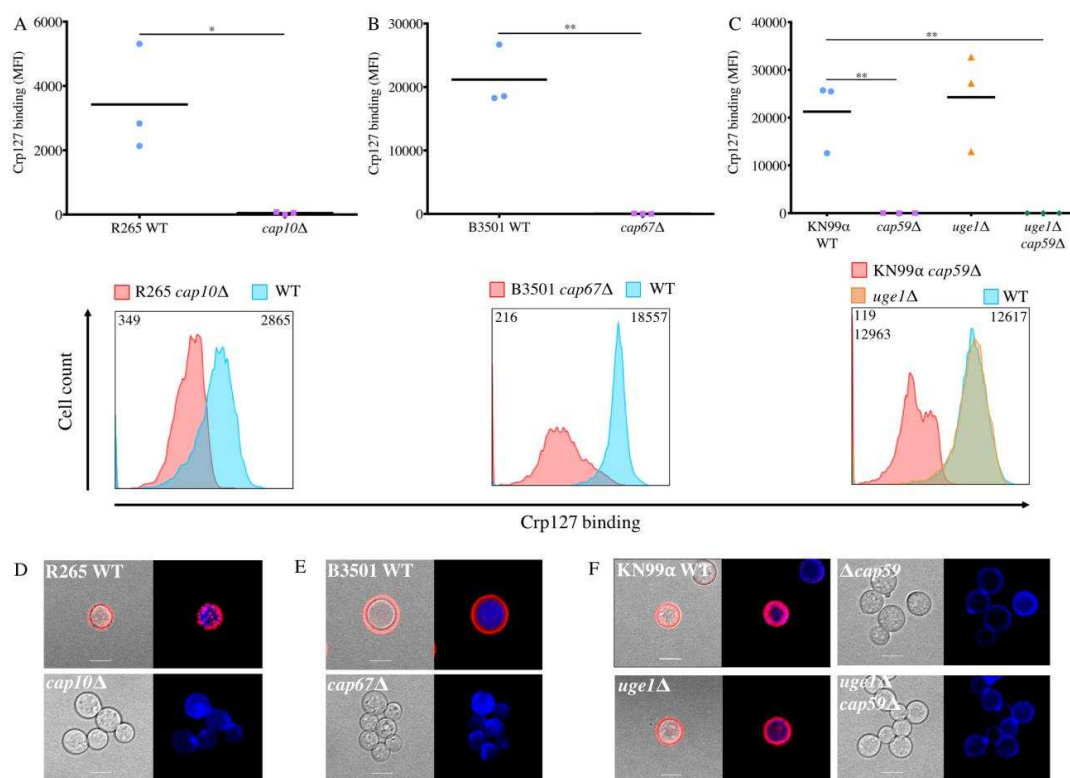 A
Crp127 binding (MFI)
6000
4000
2000
0
*
R265 WT
cap10Δ
B
Crp127 binding (MFI)
30000
20000
10000
0
**
B3501 WT
cap67Δ
C
Crp127 binding (MFI)
40000
30000
20000
10000
0
**
**
KN99α
WT
cap59Δ
uge1Δ
uge1Δ
cap59Δ
Cell count
R265 cap10Δ WT
349 2865
B3501 cap67Δ WT
216 18557
KN99α cap59Δ
uge1Δ WT
119 12617
12963
Crp127 binding
D
R265 WT
cap10Δ
E
B3501 WT
cap67Δ
F
KN99α WT
Δcap59
uge1Δ
uge1Δ
cap59Δ